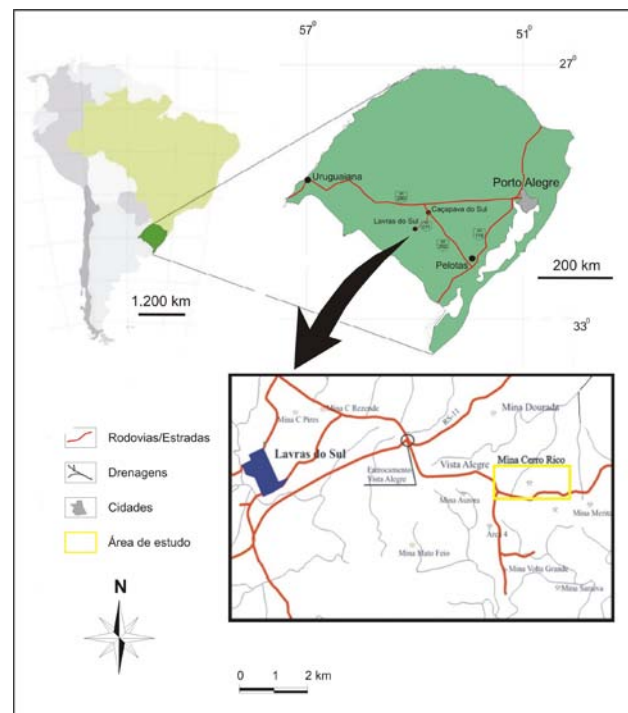 57°
51°
27°
Uruguaiana
Porto Alegre
Caçapava do Sul
Lavras do Sul
Pelotas
1.200 km
200 km
33°
Rodovias/Estradas
Drenagens
Cidades
Área de estudo
N
0 1 2 km
Mina C Pires
Mina C Rezende
RS-11
Mina Dourada
Lavras do Sul
Entrocamento
Vista Alegre
Vista Alegre
Mina Cerro Rico
Mina Aurora
Mina
Área 4
Mina Mato Feio
Mina Volta Grande
Mina Saraiva